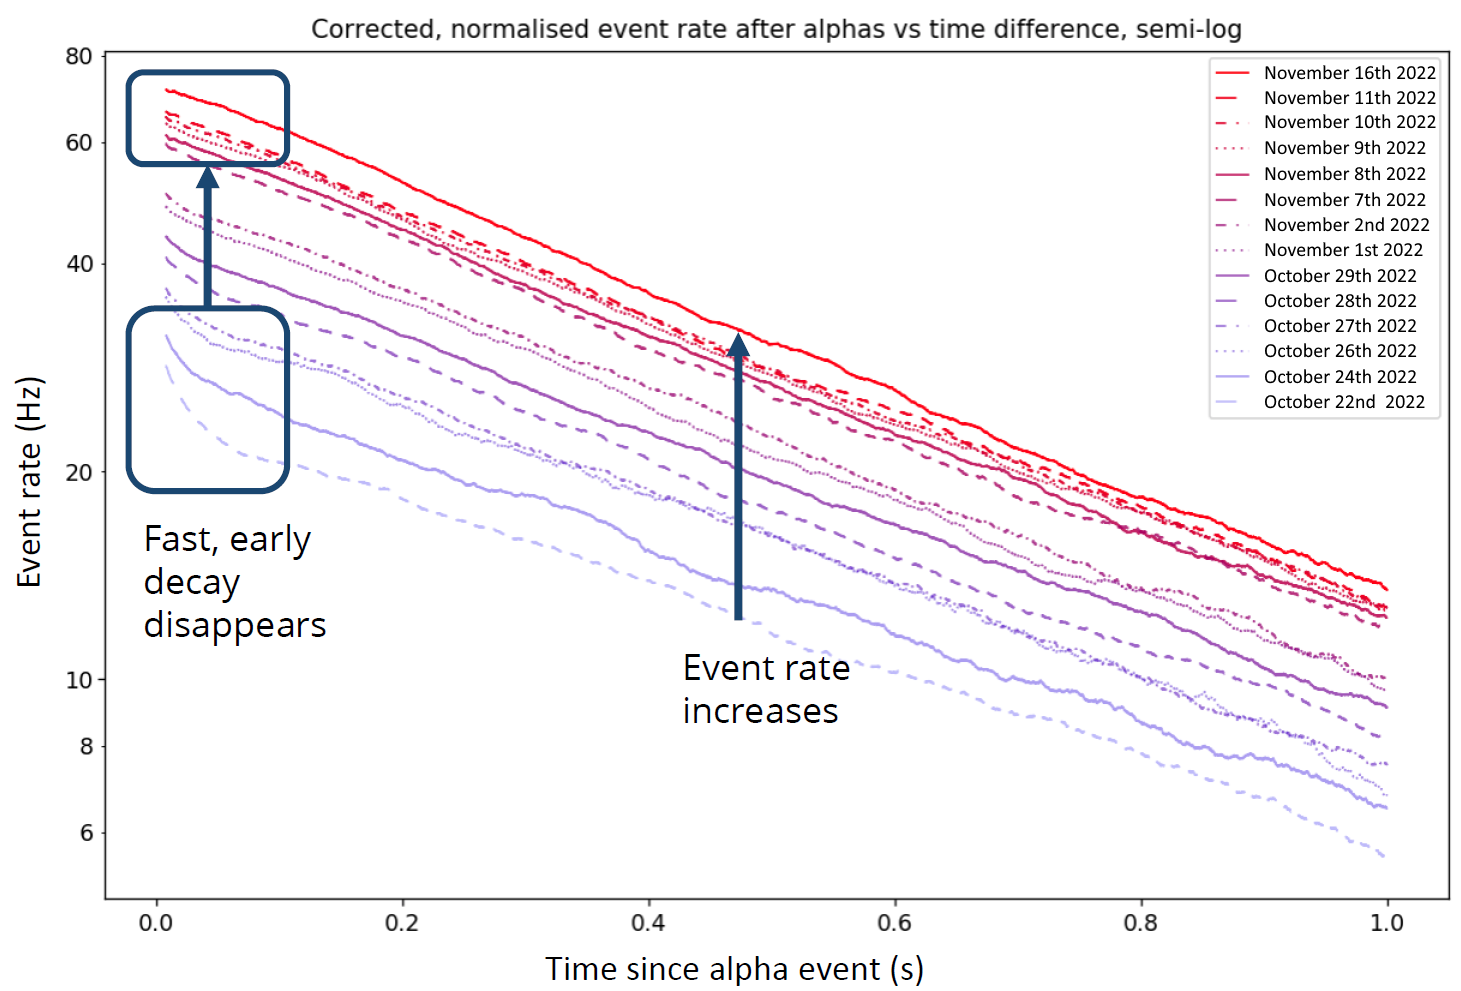 Corrected, normalised event rate after alphas vs time difference, semi-log
80
60
40
20
10
8
6
Event rate (Hz)
November 16th 2022
November 11th 2022
November 10th 2022
November 9th 2022
November 8th 2022
November 7th 2022
November 2nd 2022
November 1st 2022
October 29th 2022
October 28th 2022
October 27th 2022
October 26th 2022
October 24th 2022
October 22nd  2022
Fast, early
decay
disappears
Event rate
increases
0.0
0.2
0.4
0.6
0.8
1.0
Time since alpha event (s)